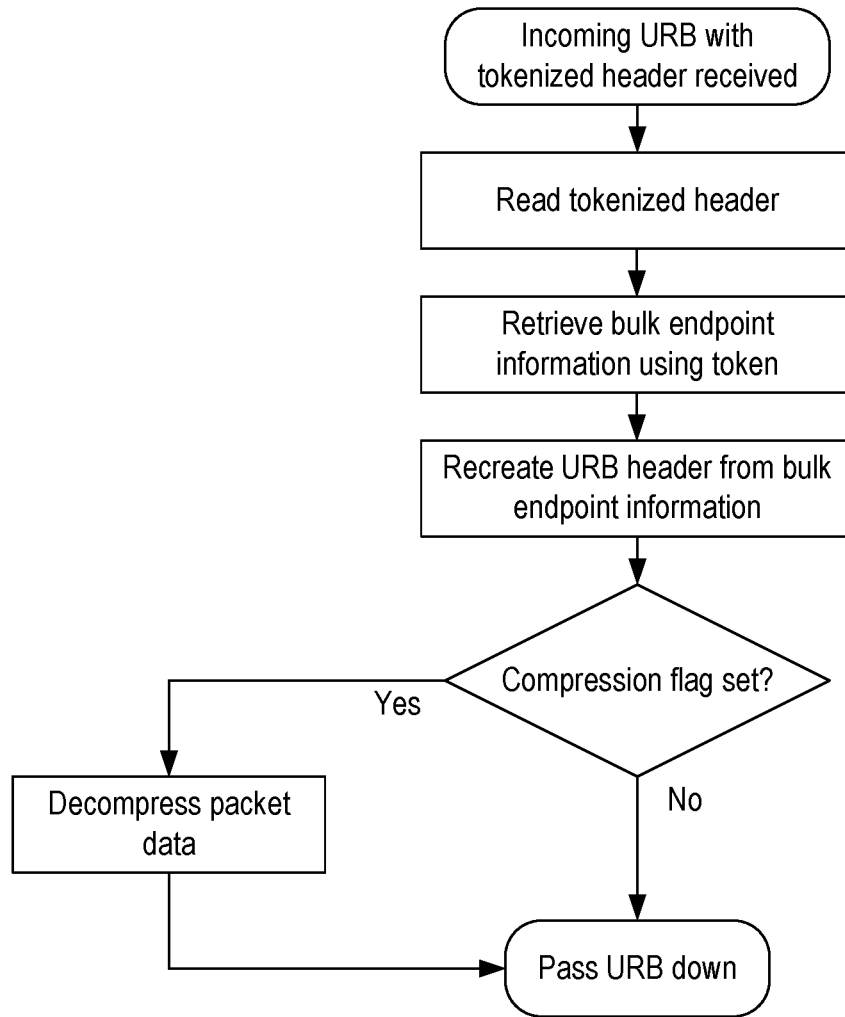 Incoming URB with
tokenized header received
Read tokenized header
Retrieve bulk endpoint
information using token
Recreate URB header from bulk
endpoint information
Compression flag set?
Yes
No
Decompress packet
data
Pass URB down